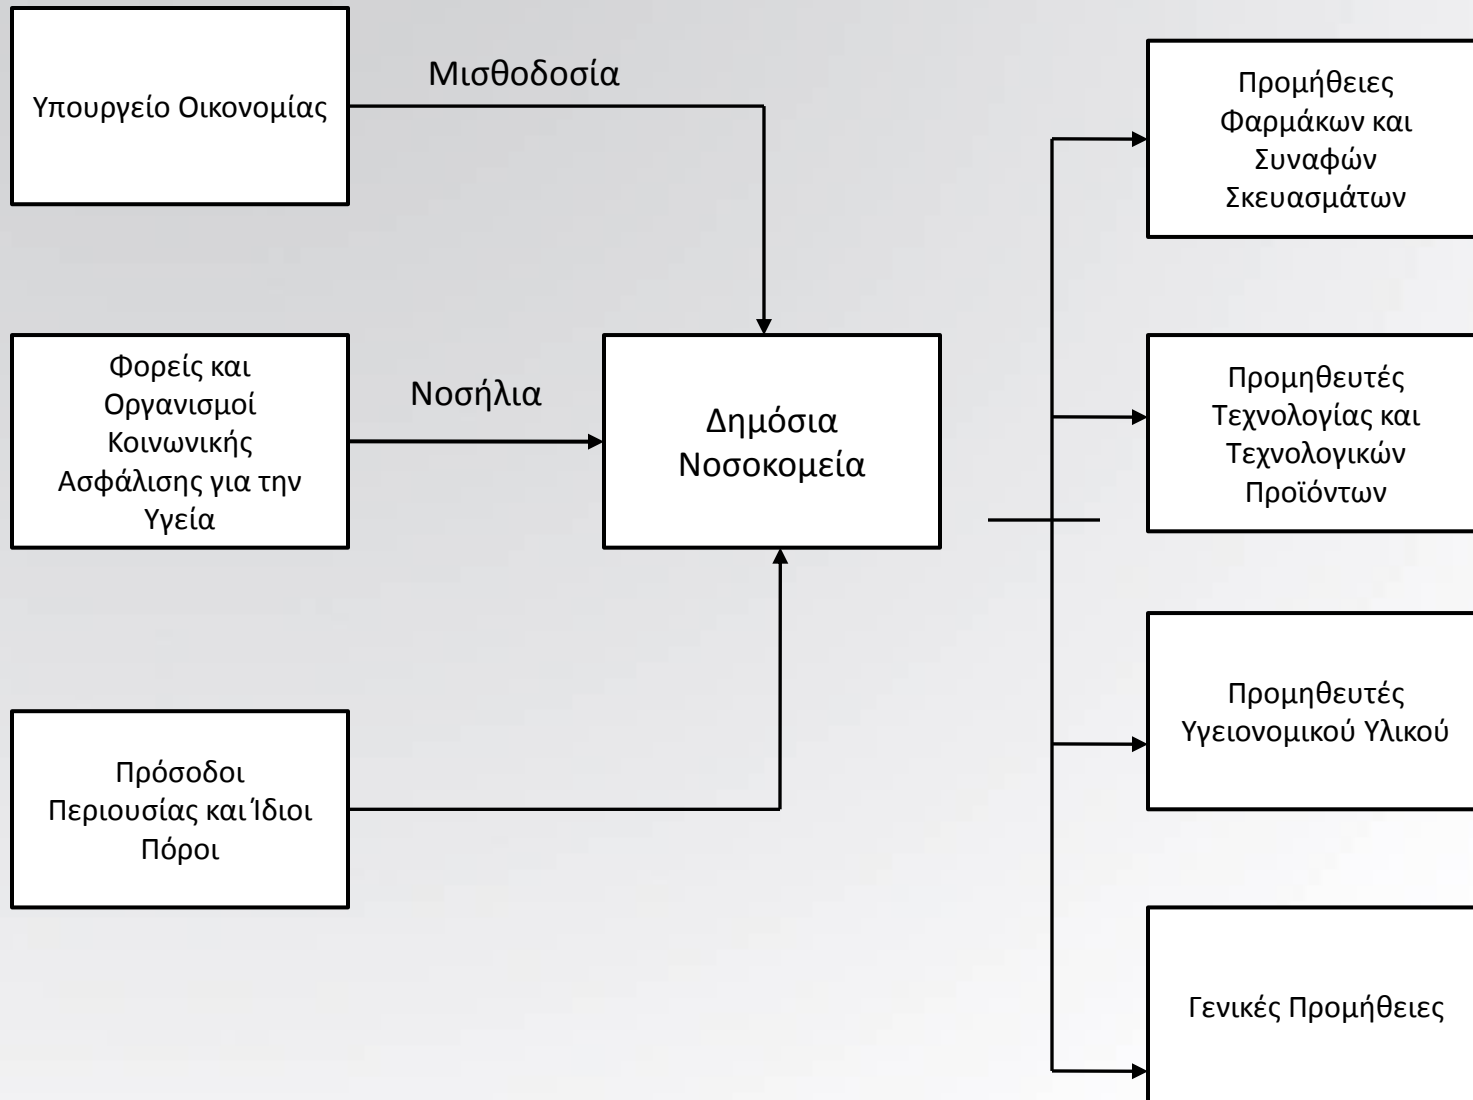 Υπουργείο Οικονομίας
Μισθοδοσία
Φορείς και
Οργανισμοί
Κοινωνικής
Ασφάλισης για την
Υγεία
Νοσήλια
Πρόσοδοι
Περιουσίας και Ίδιοι
Πόροι
Δημόσια
Νοσοκομεία
Προμήθειες
Φαρμάκων και
Συναφών
Σκευασμάτων
Προμηθευτές
Τεχνολογίας και
Τεχνολογικών
Προϊόντων
Προμηθευτές
Υγειονομικού Υλικού
Γενικές Προμήθειες